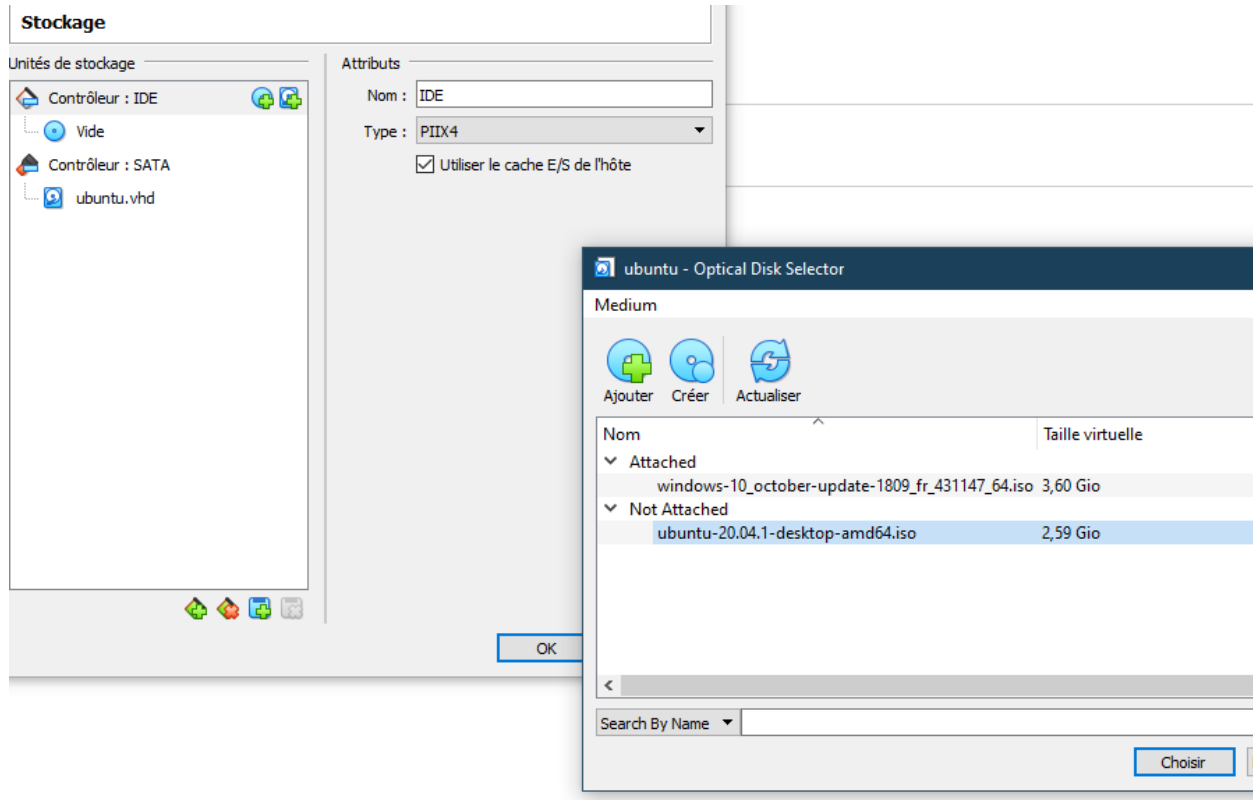 Stockage
Unités de stockage
Attributs
Contrôleur : IDE
Vide
Contrôleur : SATA
ubuntu.vhd
Nom : IDE
Type : PIIX4
Utiliser le cache E/S de l'hôte
OK
ubuntu - Optical Disk Selector
Medium
Ajouter Créer Actualiser
Nom Taille virtuelle
Attached
windows-10_october-update-1809_fr_431147_64.iso 3,60 Gio
Not Attached
ubuntu-20.04.1-desktop-amd64.iso 2,59 Gio
Search By Name
Choisir